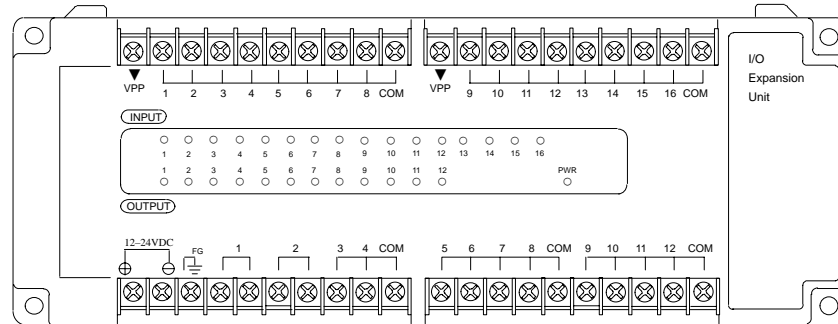 I/O
Expansion
Unit
VPP 1 2 3 4 5 6 7 8 COM VPP 9 10 11 12 13 14 15 16 COM
INPUT
1 2 3 4 5 6 7 8 9 10 11 12 13 14 15 16
1 2 3 4 5 6 7 8 9 10 11 12 PWR
OUTPUT
12–24VDC FG 1 2 3 4 COM 5 6 7 8 COM 9 10 11 12 COM